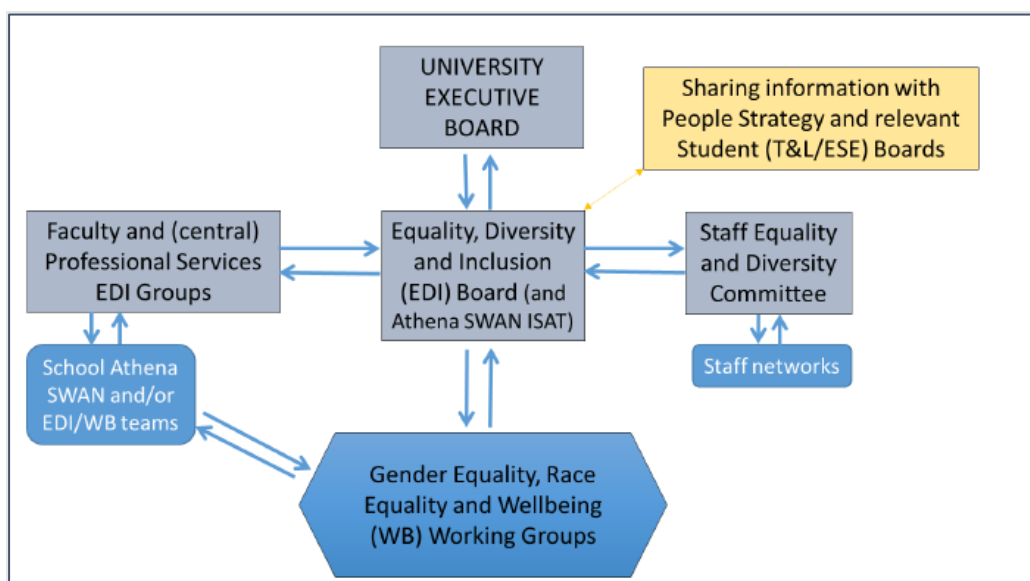 UNIVERSITY
EXECUTIVE
BOARD
Sharing information with
People Strategy and relevant
Student (T&L/ESE) Boards
Faculty and (central)
Professional Services
EDI Groups
Equality, Diversity
and Inclusion
(EDI) Board (and
Athena SWAN ISAT)
Staff Equality
and Diversity
Committee
School Athena
SWAN and/or
EDI/WB teams
Staff networks
Gender Equality, Race
Equality and Wellbeing
(WB) Working Groups